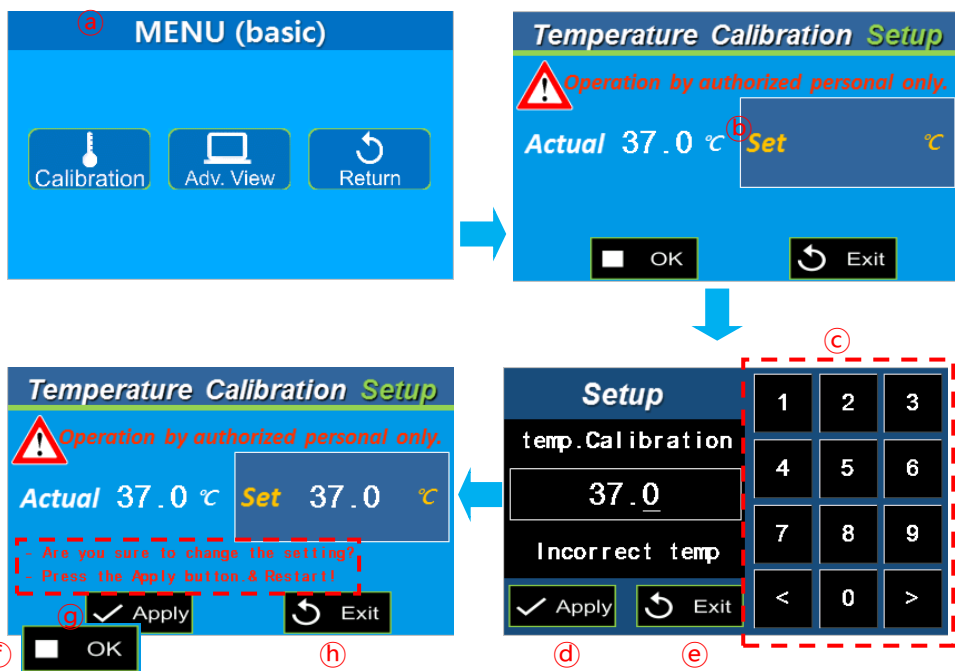 ⓐ
MENU (basic)
Calibration
Adv. View
Return
Temperature Calibration Setup
Operation by authorized personal only.
Actual 37.0 ℃ ⓑ Set ℃
OK
Exit
ⓒ
Setup
temp.Calibration
37.0
Incorrect temp
Apply
Exit
1 2 3
4 5 6
7 8 9
< 0 >
ⓓ
ⓔ
Temperature Calibration Setup
Operation by authorized personal only.
Actual 37.0 ℃ Set 37.0 ℃
- Are you sure to change the setting?
- Press the Apply button.& Restart!
ⓖ
Apply
Exit
ⓕ
OK
ⓗ